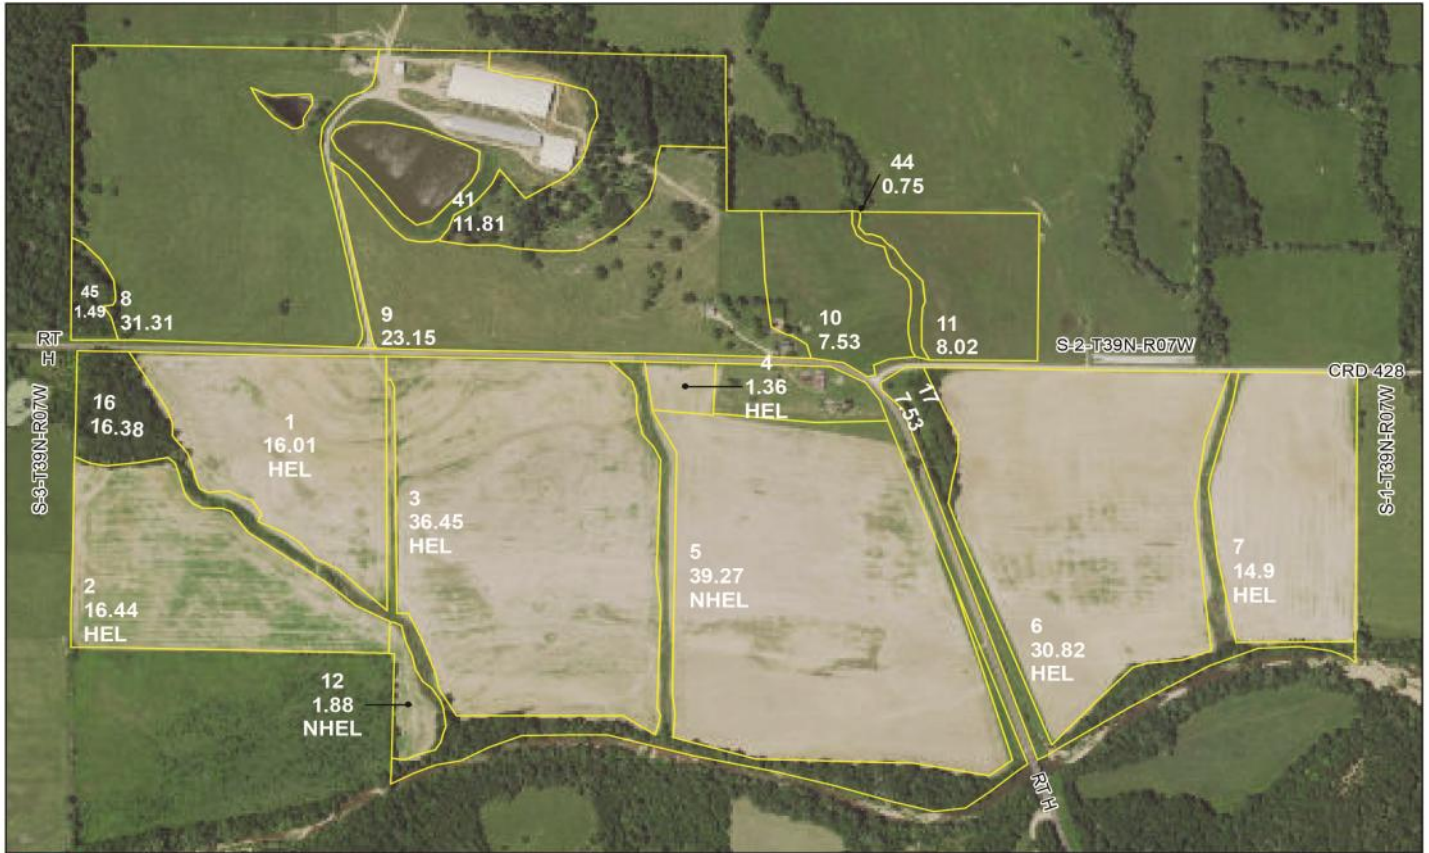 44
0.75
41
11.81
45
1.49
8
31.31
9
23.15
10
7.53
11
8.02
RT
H
S-2-T39N-R07W
CRD 428
4
1.36
HEL
17
7.53
16
16.38
1
16.01
HEL
S-3-T39N-R07W
S-1-T39N-R07W
3
36.45
HEL
5
39.27
NHEL
7
14.9
HEL
2
16.44
HEL
6
30.82
HEL
12
1.88
NHEL
RT H